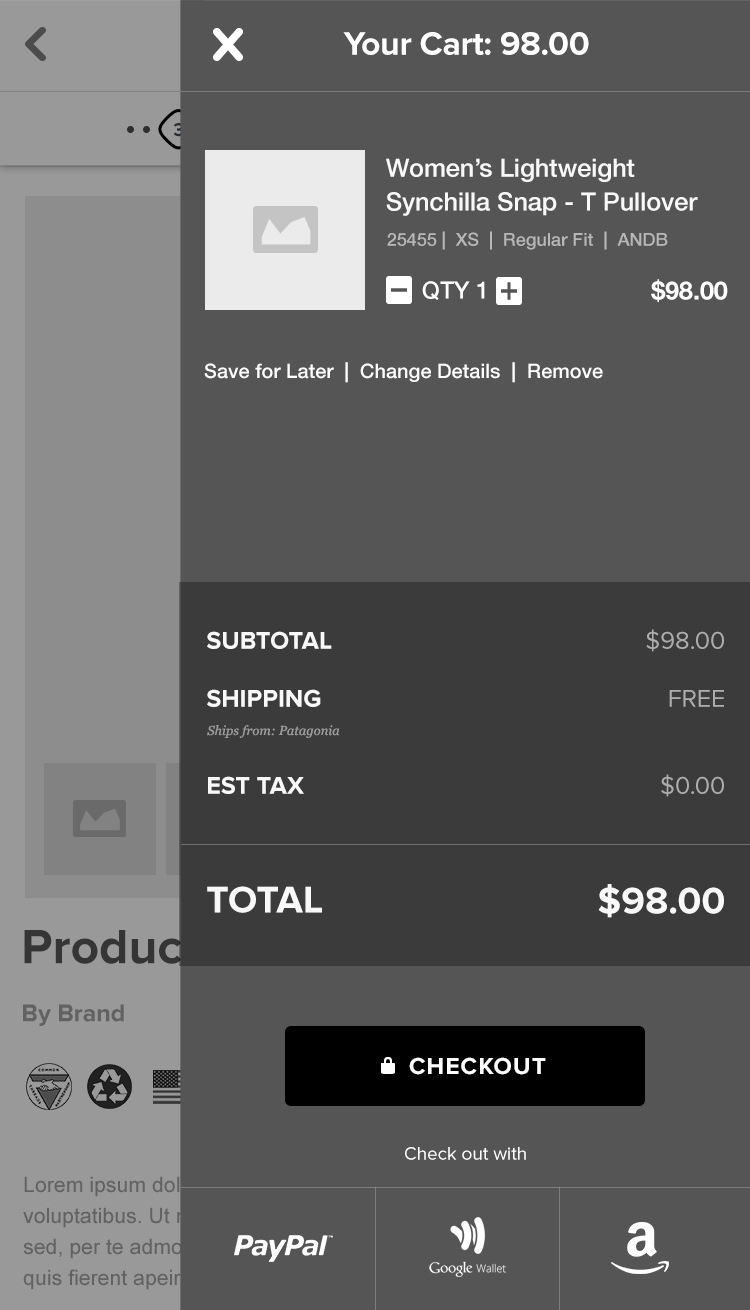 Your Cart: 98.00
3
Women’s Lightweight
Synchilla Snap - T Pullover
25455 | XS | Regular Fit | ANDB
QTY 1
$98.00
Save for Later | Change Details | Remove
SUBTOTAL $98.00
SHIPPING FREE
Ships from: Patagonia
EST TAX $0.00
TOTAL $98.00
Produc
By Brand
CHECKOUT
Check out with
Lorem ipsum dol
voluptatibus. Ut
sed, per te admo
quis fierent apeir
PayPal™
Google Wallet
a